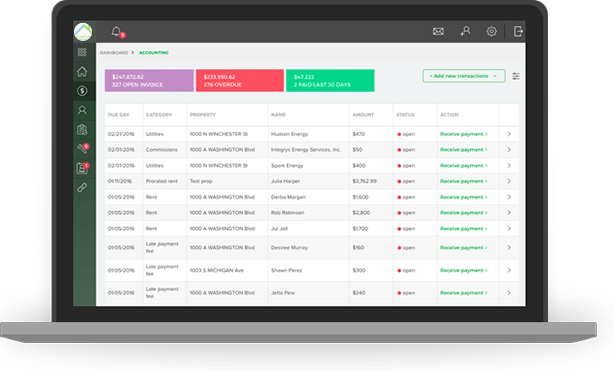 5
DASHBOARD ACCOUNTING
$247,872.62
327 OPEN INVOICE
$235,950.62
276 OVERDUE
$47,222
2 PAID LAST 30 DAYS
+ Add new transactions
DUE DAY CATEGORY PROPERTY NAME AMOUNT STATUS ACTION
02/21/2016 Utilities 1000 N WINCHESTER St Hudson Energy $470 open Receive payment >
02/21/2016 Commissions 1000 A WASHINGTON Blvd Integrys Energy Services, Inc. $50 open Receive payment >
02/21/2016 Utilities 1000 N WINCHESTER St Spark Energy $400 open Receive payment >
01/11/2016 Prorated rent Test prop Julia Harper $3,762.99 open Receive payment >
01/05/2016 Rent 1000 A WASHINGTON Blvd Derba Morgan $1,600 open Receive payment >
01/05/2016 Rent 1000 A WASHINGTON Blvd Rob Robinson $2,800 open Receive payment >
01/05/2016 Rent 1000 A WASHINGTON Blvd Jul Jall $1,700 open Receive payment >
01/05/2016 Late payment fee 1000 A WASHINGTON Blvd Desiree Murray $160 open Receive payment >
01/05/2016 Late payment fee 1003 S MICHIGAN Ave Shawn Perez $300 open Receive payment >
01/05/2016 Late payment fee 1000 A WASHINGTON Blvd Jetta Pew $240 open Receive payment >